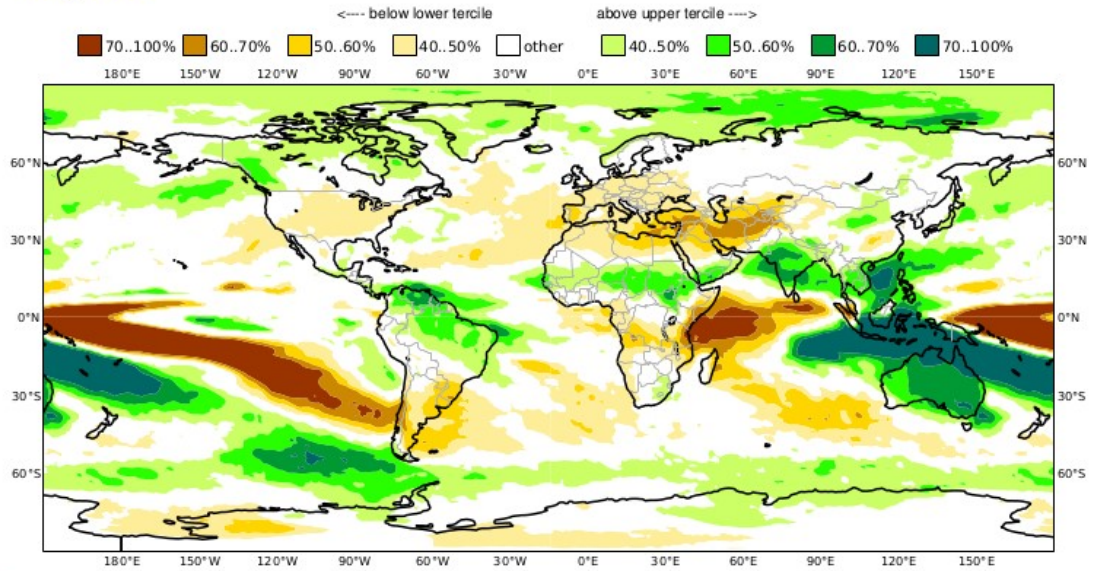 <---- below lower tercile above upper tercile ---->
70..100% 60..70% 50..60% 40..50% other 40..50% 50..60% 60..70% 70..100%
180°E 150°W 120°W 90°W 60°W 30°W 0°E 30°E 60°E 90°E 120°E 150°E
60°N 60°N
30°N 30°N
0°N 0°N
30°S 30°S
60°S 60°S
180°E 150°W 120°W 90°W 60°W 30°W 0°E 30°E 60°E 90°E 120°E 150°E